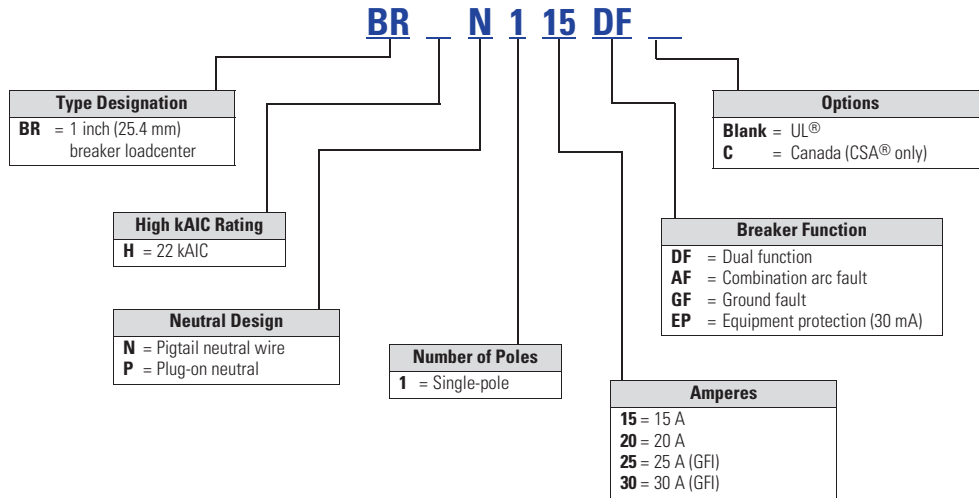 BR _ N 1 15 DF _
Type Designation
BR = 1 inch (25.4 mm)
breaker loadcenter
Options
Blank = UL®
C = Canada (CSA® only)
High kAIC Rating
H = 22 kAIC
Breaker Function
DF = Dual function
AF = Combination arc fault
GF = Ground fault
EP = Equipment protection (30 mA)
Neutral Design
N = Pigtail neutral wire
P = Plug-on neutral
Number of Poles
1 = Single-pole
Amperes
15 = 15 A
20 = 20 A
25 = 25 A (GFI)
30 = 30 A (GFI)